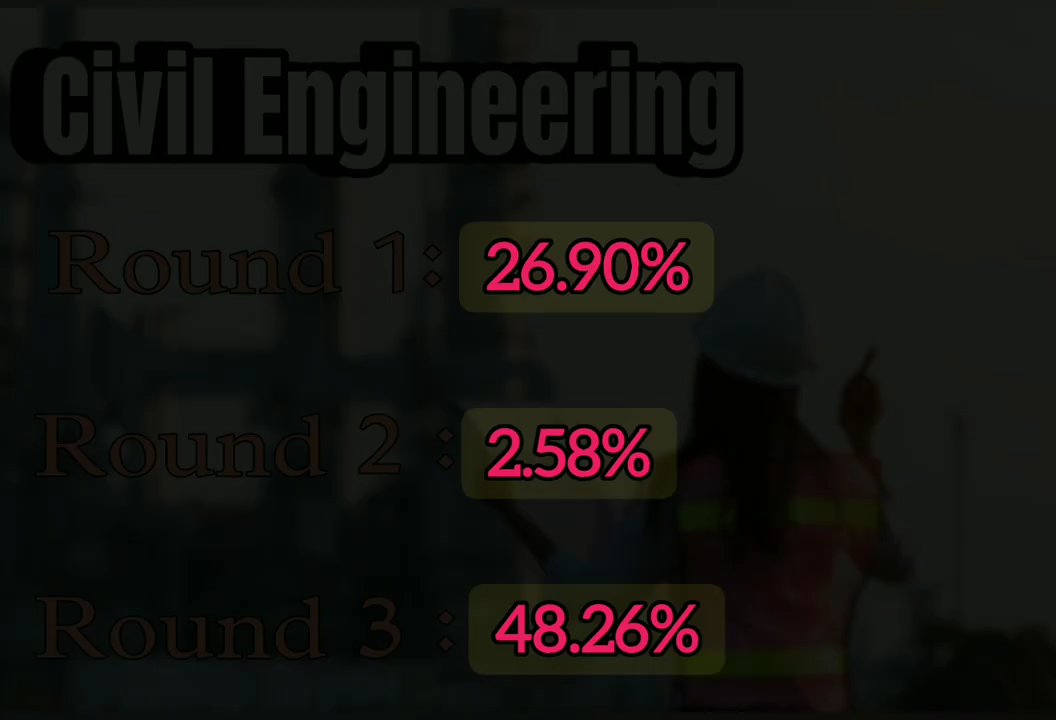 Civil Engineering
Round 1: 26.90%
Round 2 : 2.58%
Round 3 : 48.26%